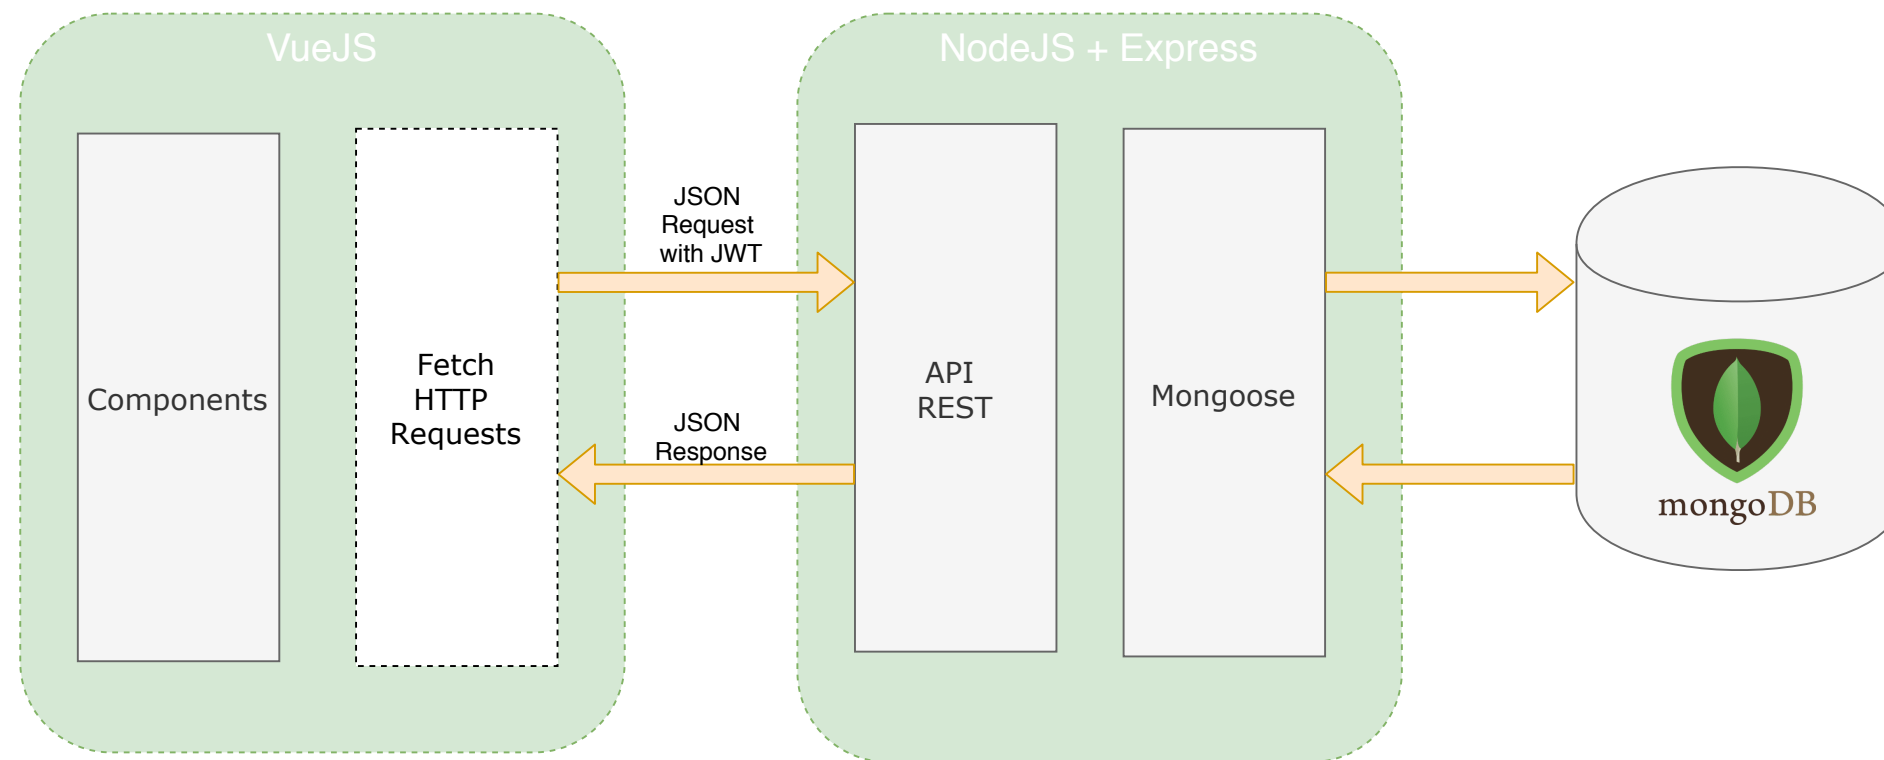 VueJS
NodeJS + Express
Components
Fetch
HTTP
Requests
JSON
Request
with JWT
JSON
Response
API
REST
Mongoose
mongoDB